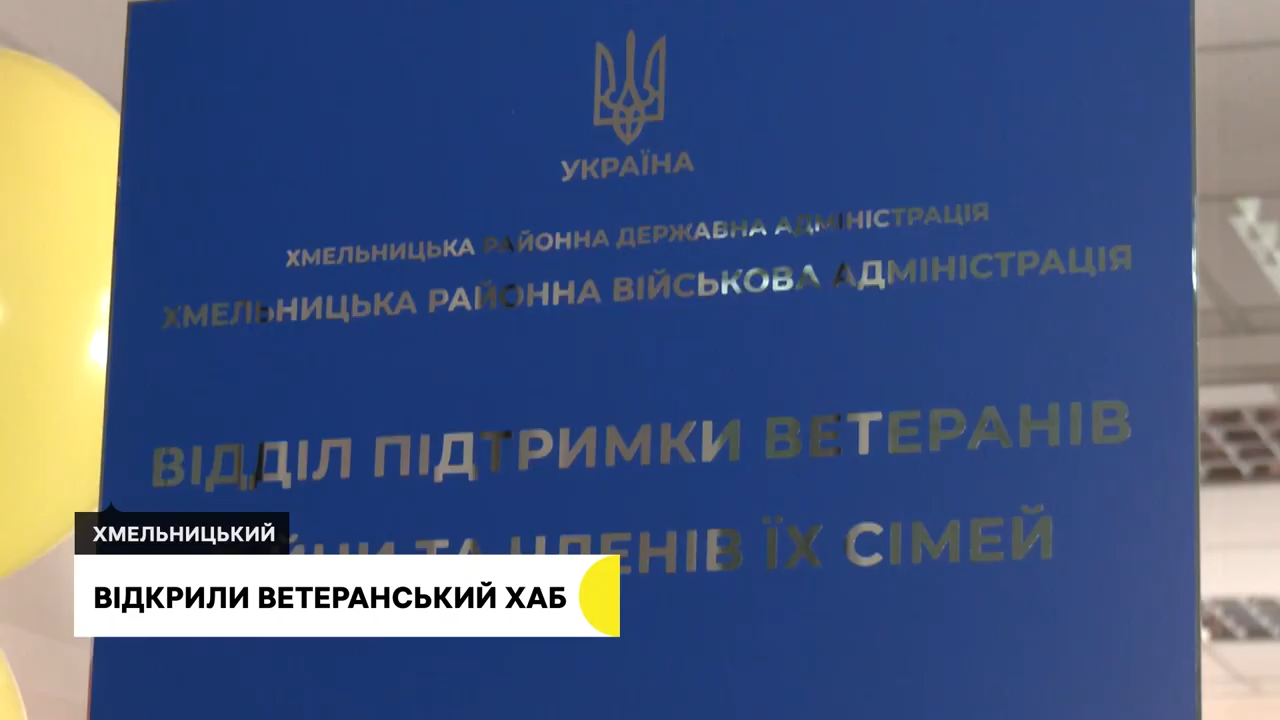 УКРАЇНА
ХМЕЛЬНИЦЬКА РАЙОННА ДЕРЖАВНА АДМІНІСТРАЦІЯ
ХМЕЛЬНИЦЬКА РАЙОННА ВІЙСЬКОВА АДМІНІСТРАЦІЯ
ВІДДІЛ ПІДТРИМКИ ВЕТЕРАНІВ
ТА ЧЛЕНІВ ЇХ СІМЕЙ
ХМЕЛЬНИЦЬКИЙ
ВІДКРИЛИ ВЕТЕРАНСЬКИЙ ХАБ